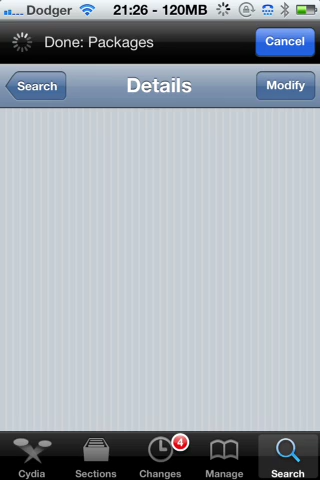 Dodger 21:26 - 120MB
Done: Packages Cancel
Search Details Modify
4
Cydia Sections Changes Manage Search